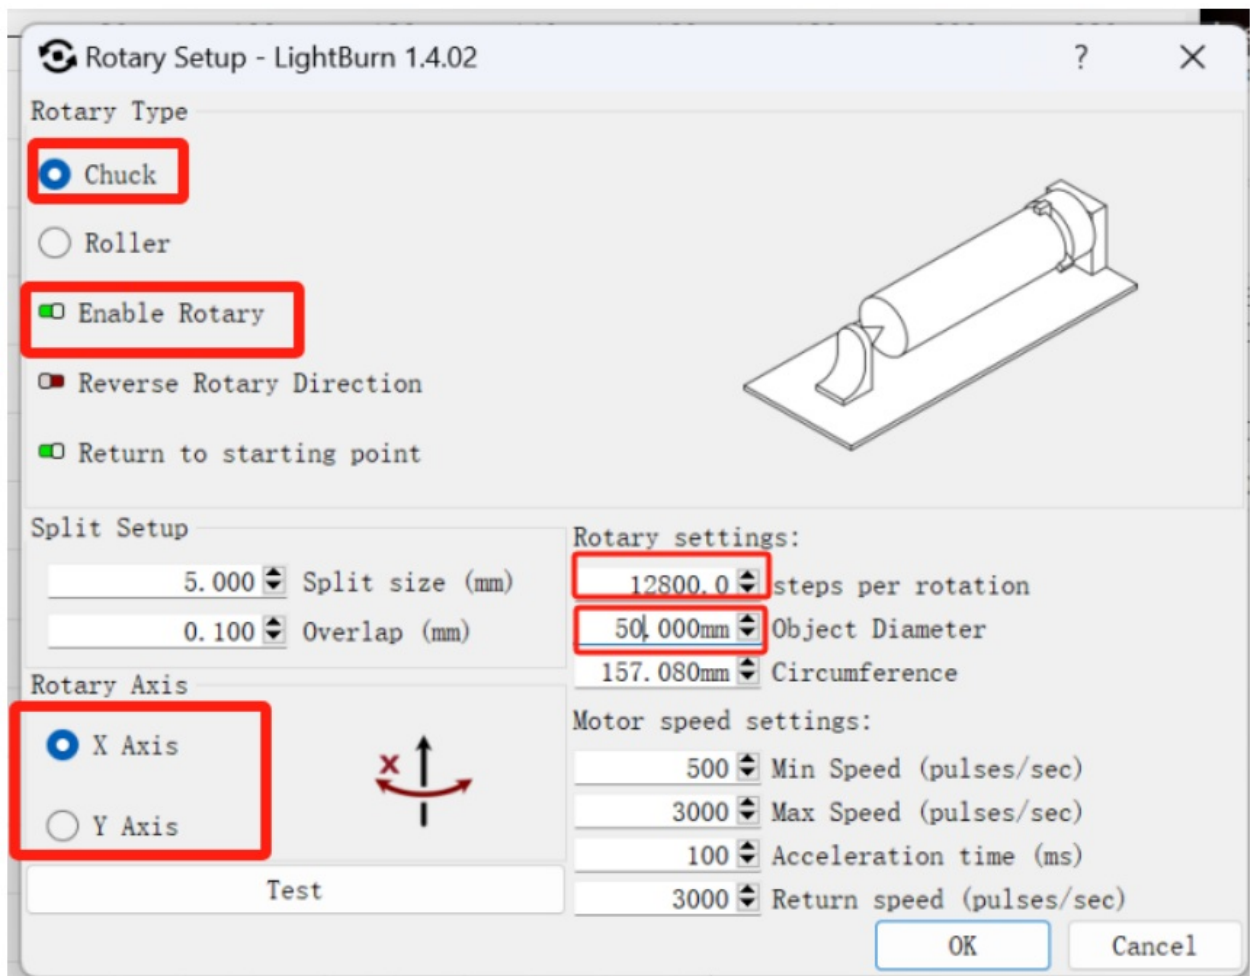 Rotary Setup - LightBurn 1.4.02 ?
Rotary Type
Chuck
Roller
Enable Rotary
Reverse Rotary Direction
Return to starting point
Split Setup
5.000 Split size (mm)
0.100 Overlap (mm)
Rotary Axis
X Axis
X
Y Axis
Test
Rotary settings:
12800.0 steps per rotation
50.000mm Object Diameter
157.080mm Circumference
Motor speed settings:
500 Min Speed (pulses/sec)
3000 Max Speed (pulses/sec)
100 Acceleration time (ms)
3000 Return speed (pulses/sec)
OK Cancel